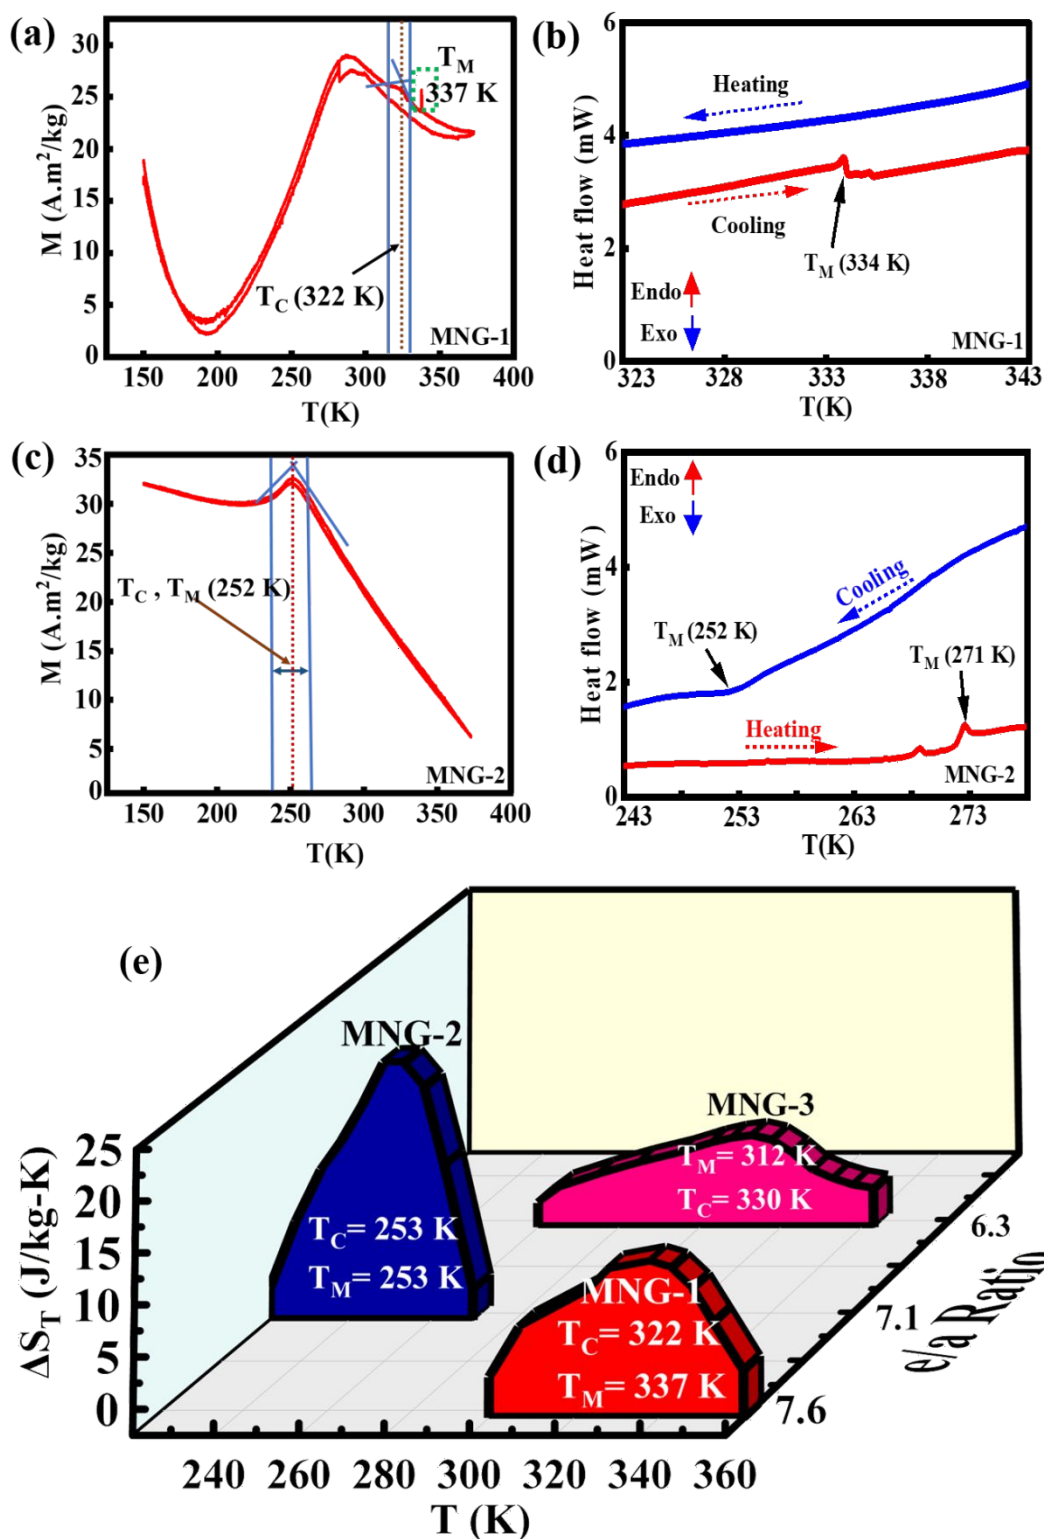 (a)
M (A.m²/kg)
30
25
20
15
10
5
0
T_M
337 K
T_C (322 K)
MNG-1
100 150 200 250 300 350 400
T(K)
(b)
Heat flow (mW)
6
4
2
0
Heating
Cooling
T_M (334 K)
Endo
Exo
MNG-1
323 328 333 338 343
T(K)
(c)
M (A.m²/kg)
35
30
25
20
15
10
5
0
T_C , T_M (252 K)
MNG-2
150 200 250 300 350 400
T(K)
(d)
Heat flow (mW)
6
4
2
0
Endo
Exo
Cooling
T_M (252 K)
T_M (271 K)
Heating
MNG-2
243 253 263 273
T(K)
(e)
MNG-2
T_C= 253 K
T_M= 253 K
MNG-3
T_M= 312 K
T_C= 330 K
MNG-1
T_C= 322 K
T_M= 337 K
ΔS_T (J/kg-K)
25
20
15
10
5
0
240 260 280 300 320 340 360
T (K)
6.3
7.1
7.6
e/a Ratio